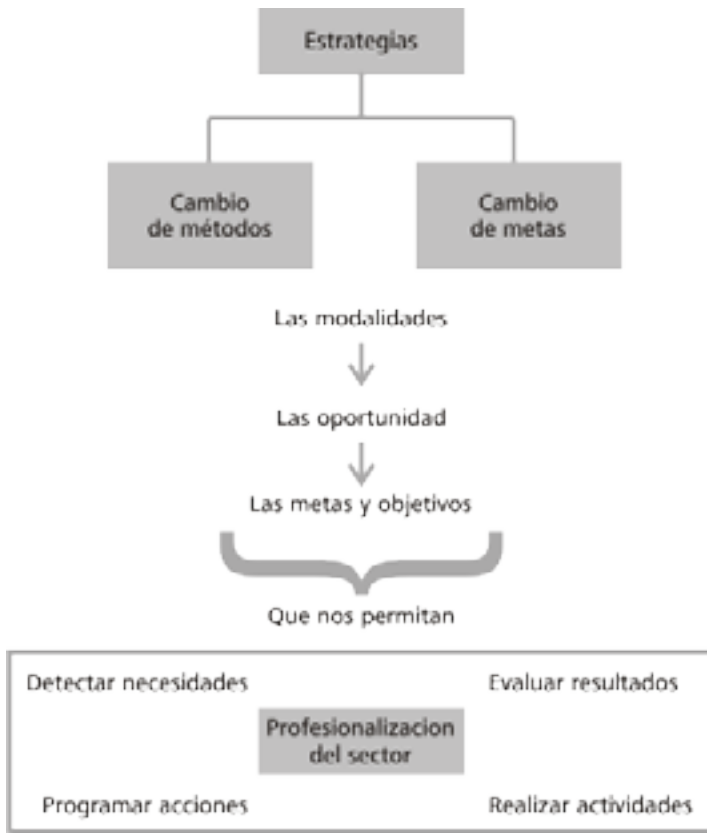 Estrategias
Cambio
de métodos
Cambio
de metas
Las modalidades
Las oportunidad
Las metas y objetivos
Que nos permitan
Detectar necesidades
Evaluar resultados
Profesionalizacion
del sector
Programar acciones
Realizar actividades